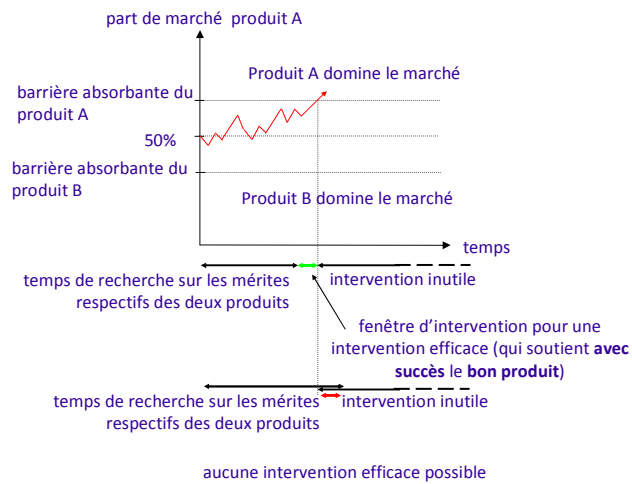 part de marché produit A
Produit A domine le marché
barrière absorbante du
produit A
50%
barrière absorbante du
produit B
Produit B domine le marché
temps
temps de recherche sur les mérites
respectifs des deux produits
intervention inutile
fenêtre d’intervention pour une
intervention efficace (qui soutient avec
succès le bon produit)
temps de recherche sur les mérites
respectifs des deux produits
intervention inutile
aucune intervention efficace possible